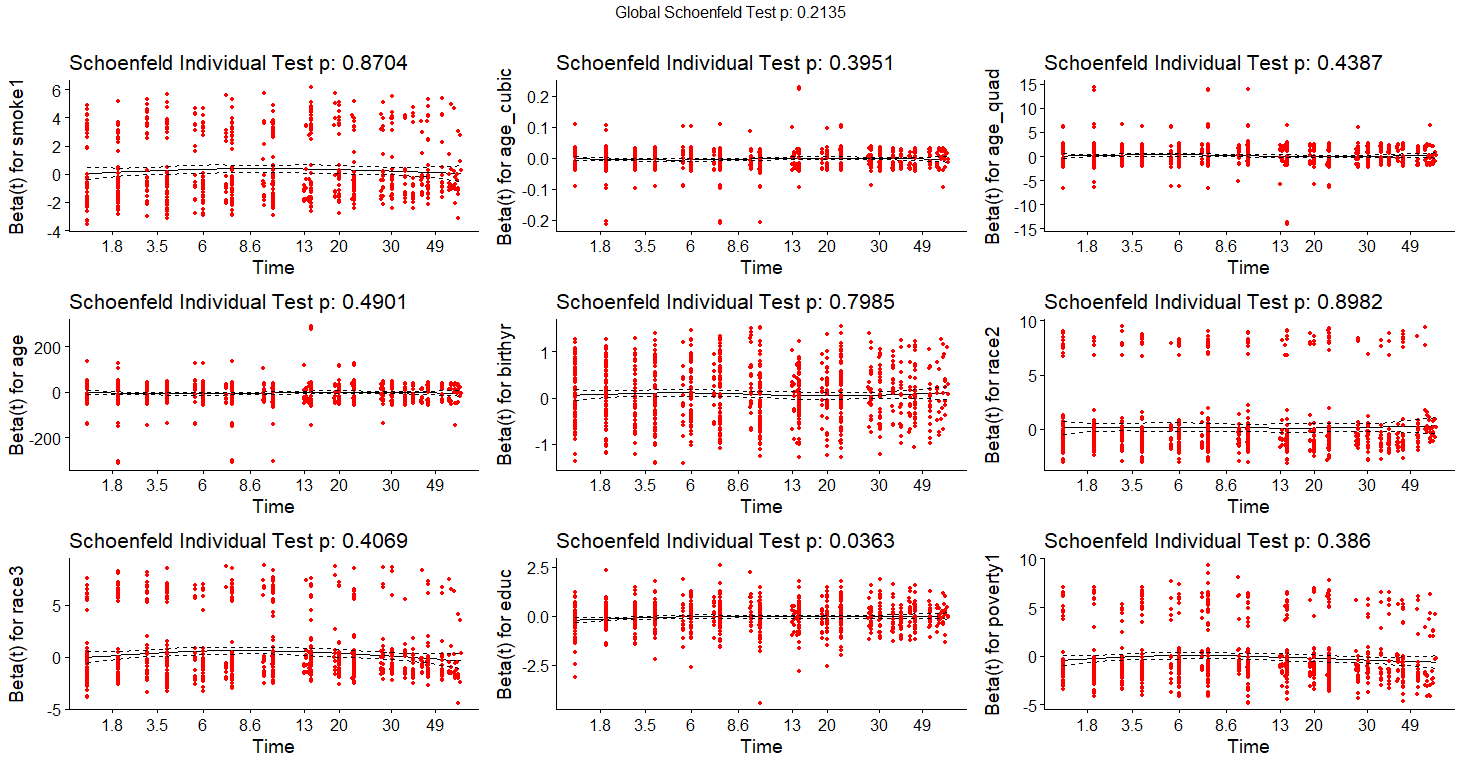 Global Schoenfeld Test p: 0.2135
Schoenfeld Individual Test p: 0.8704
Beta(t) for smoke1
6
4
2
0
-2
-4
1.8 3.5 6 8.6 13 20 30 49
Time
Schoenfeld Individual Test p: 0.3951
Beta(t) for age_cubic
0.2
0.1
0.0
-0.1
-0.2
1.8 3.5 6 8.6 13 20 30 49
Time
Schoenfeld Individual Test p: 0.4387
Beta(t) for age_quad
15
10
5
0
-5
-10
-15
1.8 3.5 6 8.6 13 20 30 49
Time
Schoenfeld Individual Test p: 0.4901
Beta(t) for age
200
0
-200
1.8 3.5 6 8.6 13 20 30 49
Time
Schoenfeld Individual Test p: 0.7985
Beta(t) for birthyr
1
0
-1
1.8 3.5 6 8.6 13 20 30 49
Time
Schoenfeld Individual Test p: 0.8982
Beta(t) for race2
10
5
0
1.8 3.5 6 8.6 13 20 30 49
Time
Schoenfeld Individual Test p: 0.4069
Beta(t) for race3
5
0
-5
1.8 3.5 6 8.6 13 20 30 49
Time
Schoenfeld Individual Test p: 0.0363
Beta(t) for educ
2.5
0.0
-2.5
1.8 3.5 6 8.6 13 20 30 49
Time
Schoenfeld Individual Test p: 0.386
Beta(t) for poverty1
10
5
0
-5
1.8 3.5 6 8.6 13 20 30 49
Time